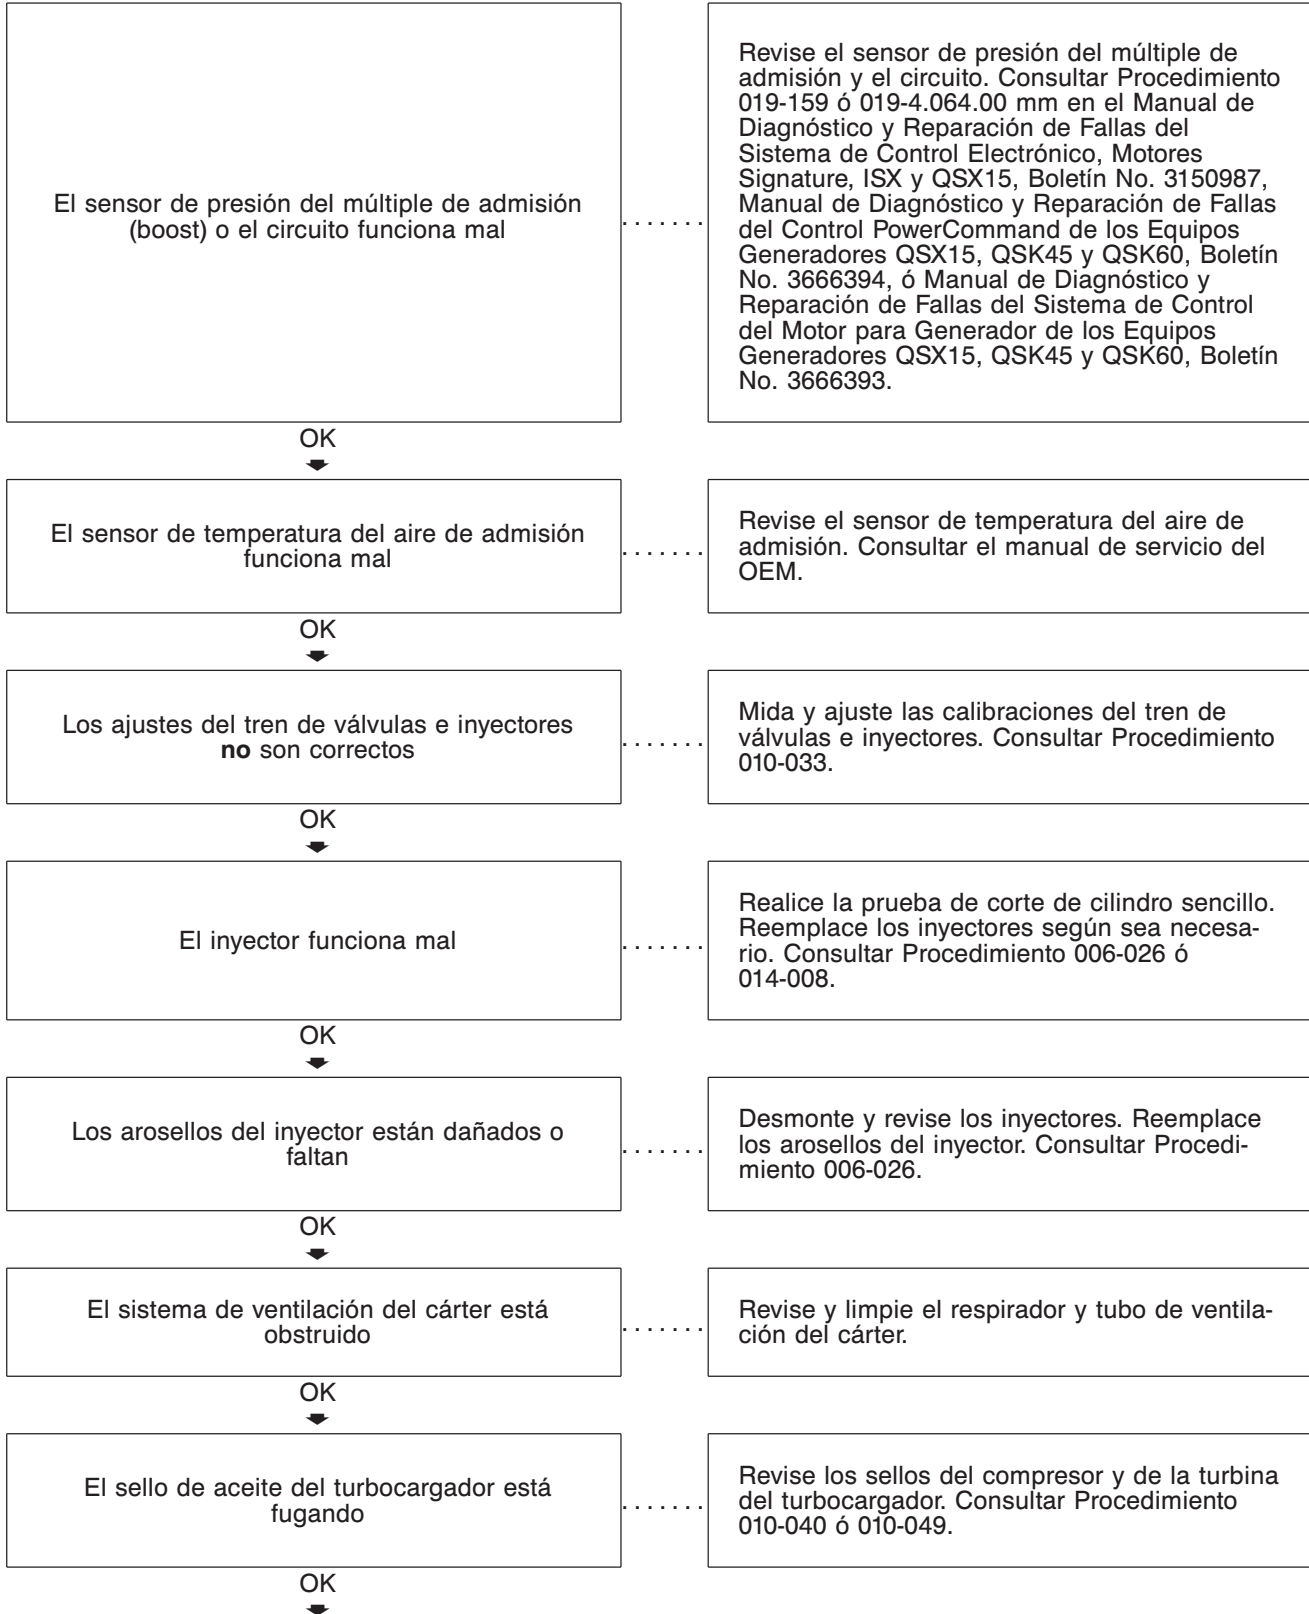 El sensor de presión del múltiple de admisión
(boost) o el circuito funciona mal
. . . . . . .
Revise el sensor de presión del múltiple de
admisión y el circuito. Consultar Procedimiento
019-159 ó 019-4.064.00 mm en el Manual de
Diagnóstico y Reparación de Fallas del
Sistema de Control Electrónico, Motores
Signature, ISX y QSX15, Boletín No. 3150987,
Manual de Diagnóstico y Reparación de Fallas
del Control PowerCommand de los Equipos
Generadores QSX15, QSK45 y QSK60, Boletín
No. 3666394, ó Manual de Diagnóstico y
Reparación de Fallas del Sistema de Control
del Motor para Generador de los Equipos
Generadores QSX15, QSK45 y QSK60, Boletín
No. 3666393.
OK
El sensor de temperatura del aire de admisión
funciona mal
. . . . . . .
Revise el sensor de temperatura del aire de
admisión. Consultar el manual de servicio del
OEM.
OK
Los ajustes del tren de válvulas e inyectores
no son correctos
. . . . . . .
Mida y ajuste las calibraciones del tren de
válvulas e inyectores. Consultar Procedimiento
010-033.
OK
El inyector funciona mal
. . . . . . .
Realice la prueba de corte de cilindro sencillo.
Reemplace los inyectores según sea necesa-
rio. Consultar Procedimiento 006-026 ó
014-008.
OK
Los arosellos del inyector están dañados o
faltan
. . . . . . .
Desmonte y revise los inyectores. Reemplace
los arosellos del inyector. Consultar Procedi-
miento 006-026.
OK
El sistema de ventilación del cárter está
obstruido
. . . . . . .
Revise y limpie el respirador y tubo de ventila-
ción del cárter.
OK
El sello de aceite del turbocargador está
fugando
. . . . . . .
Revise los sellos del compresor y de la turbina
del turbocargador. Consultar Procedimiento
010-040 ó 010-049.
OK